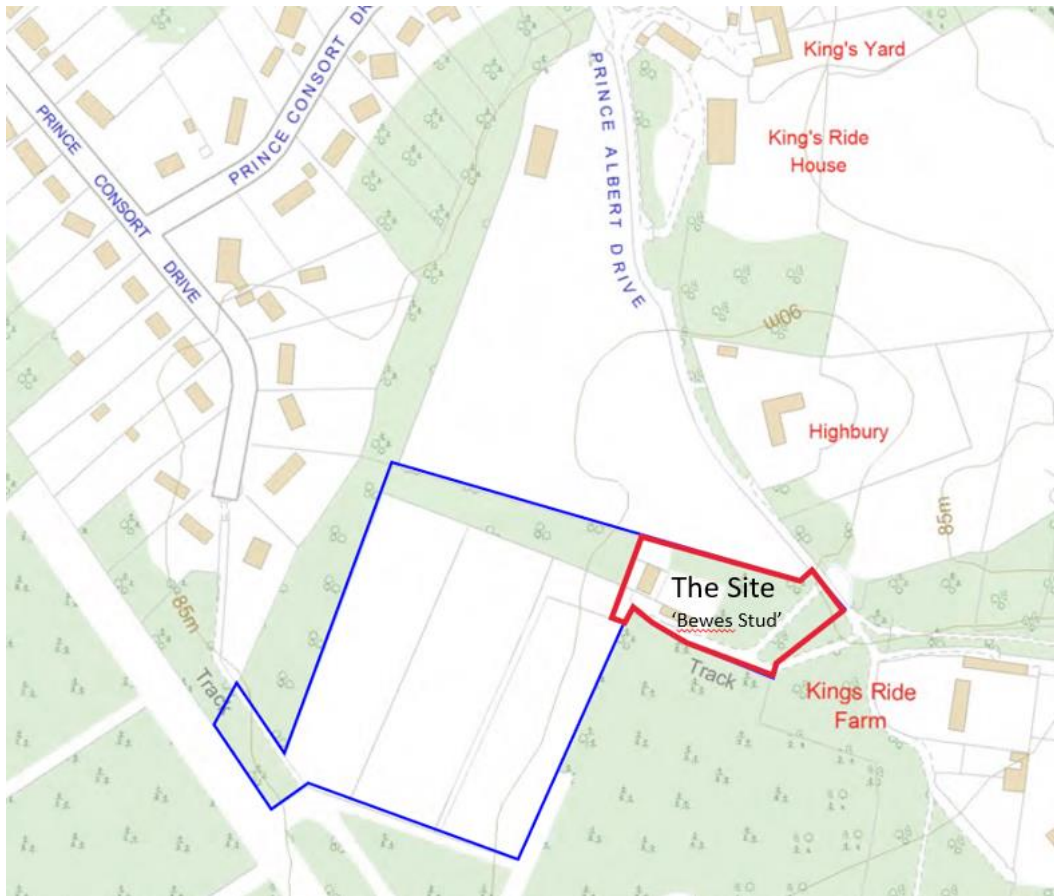 King's Yard
PRINCE CONSORT DR
PRINCE ALBERT DRIVE
King's Ride
House
PRINCE
CONSORT
DRIVE
90m
Highbury
85m
The Site
'Bewes Stud'
85m
Track
Track
Kings Ride
Farm